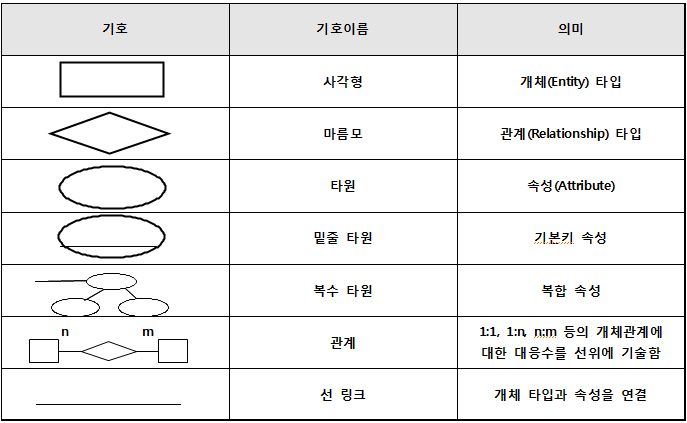 기호 기호이름 의미
사각형 개체(Entity) 타입
마름모 관계(Relationship) 타입
타원 속성(Attribute)
밑줄 타원 기본키 속성
복수 타원 복합 속성
n m 관계 1:1, 1:n, n:m 등의 개체관계에
대한 대응수를 선위에 기술함
선 링크 개체 타입과 속성을 연결